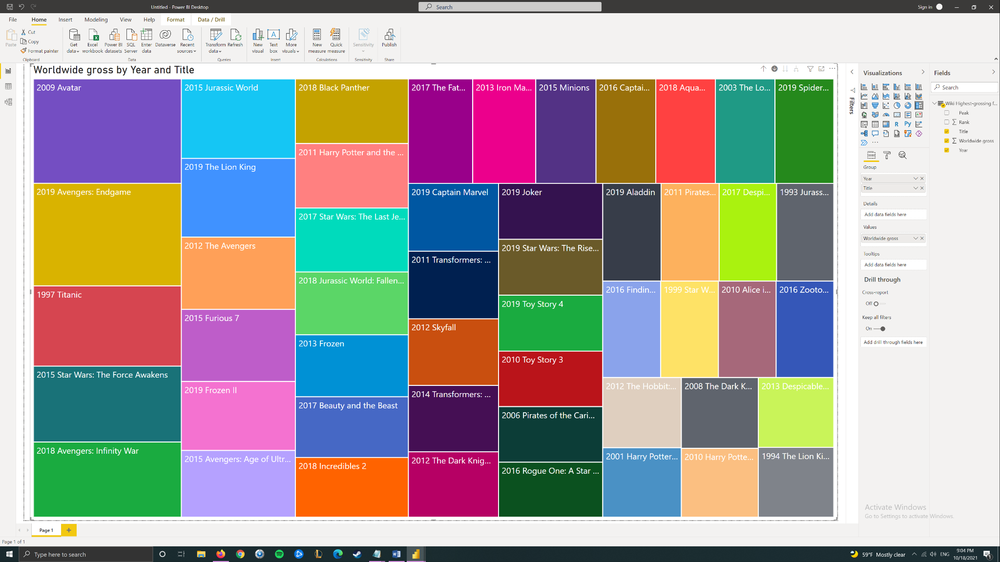 Untitled - Power BI Desktop
Search
Sign in
File Home Insert Modeling View Help Format Data / Drill
Paste
Cut
Copy
Format painter
Clipboard
Get data
Excel workbook
Power BI datasets
SQL Server
Enter data
Dataverse
Recent sources
Data
Transform data
Refresh
Queries
New visual
Text box
More visuals
Insert
New measure
Quick measure
Calculations
Sensitivity
Sensitivity
Publish
Share
Worldwide gross by Year and Title
2009 Avatar
2019 Avengers: Endgame
1997 Titanic
2015 Star Wars: The Force Awakens
2018 Avengers: Infinity War
2015 Jurassic World
2019 The Lion King
2012 The Avengers
2015 Furious 7
2019 Frozen II
2015 Avengers: Age of Ultr...
2018 Black Panther
2011 Harry Potter and the ...
2017 Star Wars: The Last Je...
2018 Jurassic World: Fallen...
2013 Frozen
2017 Beauty and the Beast
2018 Incredibles 2
2017 The Fat...
2013 Iron Ma...
2015 Minions
2016 Captai...
2018 Aqua...
2003 The Lo...
2019 Spider...
2019 Captain Marvel
2011 Transformers: ...
2012 Skyfall
2014 Transformers: ...
2012 The Dark Knig...
2019 Joker
2019 Star Wars: The Rise...
2019 Toy Story 4
2010 Toy Story 3
2006 Pirates of the Cari...
2016 Rogue One: A Star ...
2019 Aladdin
2011 Pirates...
2017 Despi...
1993 Jurass...
2016 Findin...
1999 Star W...
2010 Alice i...
2016 Zooto...
2012 The Hobbit:...
2008 The Dark K...
2013 Despicable...
2001 Harry Potter...
2010 Harry Potte...
1994 The Lion Ki...
Filters
Visualizations
R
Py
123
Group
Year
Title
Details
Add data fields here
Values
Worldwide gross
Tooltips
Add data fields here
Drill through
Cross-report
Off
Keep all filters
On
Add drill through fields here
Fields
Search
Wiki Highest-grossing f...
Peak
Rank
Title
Worldwide gross
Year
Activate Windows
Go to Settings to activate Windows.
Page 1
Page 1 of 1
Type here to search
59°F Mostly clear
ENG
9:04 PM
10/18/2021
1